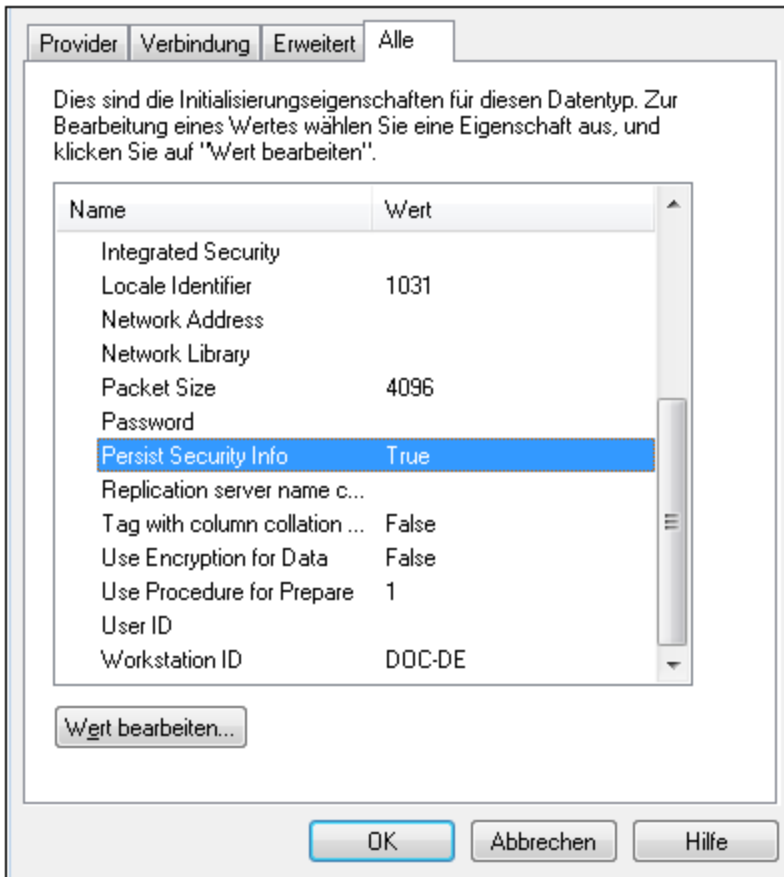 Provider Verbindung Erweitert Alle
Dies sind die Initialisierungseigenschaften für diesen Datentyp. Zur
Bearbeitung eines Wertes wählen Sie eine Eigenschaft aus, und
klicken Sie auf "Wert bearbeiten".
Name Wert
Integrated Security
Locale Identifier 1031
Network Address
Network Library
Packet Size 4096
Password
Persist Security Info True
Replication server name c...
Tag with column collation ... False
Use Encryption for Data False
Use Procedure for Prepare 1
User ID
Workstation ID DOC-DE
Wert bearbeiten...
OK Abbrechen Hilfe